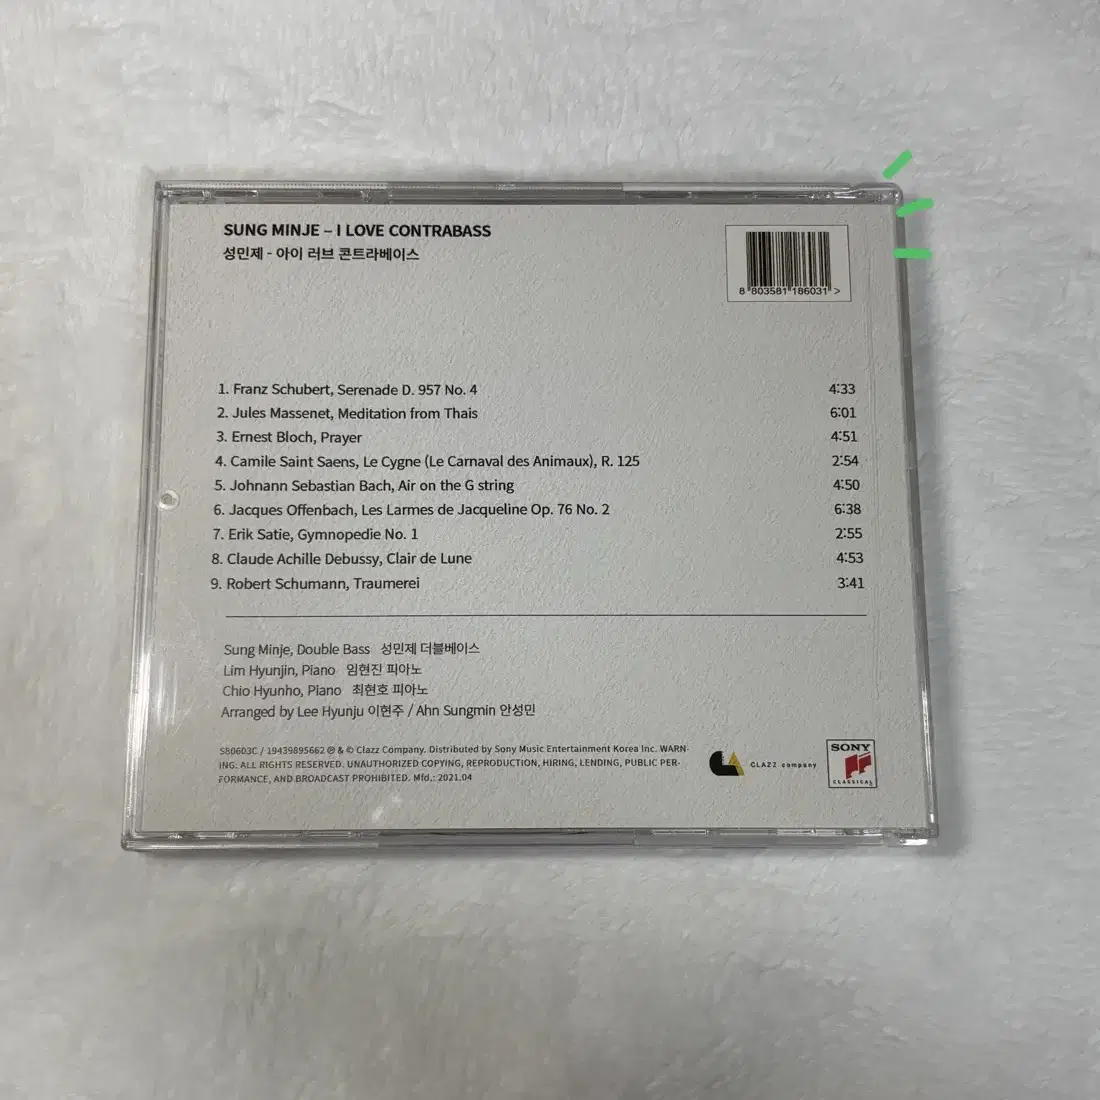 SUNG MINJE – I LOVE CONTRABASS
성민제 - 아이 러브 콘트라베이스
8 803581 186031 >
1. Franz Schubert, Serenade D. 957 No. 4 4:33
2. Jules Massenet, Meditation from Thais 6:01
3. Ernest Bloch, Prayer 4:51
4. Camile Saint Saens, Le Cygne (Le Carnaval des Animaux), R. 125 2:54
5. Johnann Sebastian Bach, Air on the G string 4:50
6. Jacques Offenbach, Les Larmes de Jacqueline Op. 76 No. 2 6:38
7. Erik Satie, Gymnopedie No. 1 2:55
8. Claude Achille Debussy, Clair de Lune 4:53
9. Robert Schumann, Traumerei 3:41
Sung Minje, Double Bass 성민제 더블베이스
Lim Hyunjin, Piano 임현진 피아노
Chio Hyunho, Piano 최현호 피아노
Arranged by Lee Hyunju 이현주 / Ahn Sungmin 안성민
S80603C / 19439895662 ℗ & © Clazz Company. Distributed by Sony Music Entertainment Korea Inc. WARN-
ING: ALL RIGHTS RESERVED. UNAUTHORIZED COPYING, REPRODUCTION, HIRING, LENDING, PUBLIC PER-
FORMANCE, AND BROADCAST PROHIBITED. Mfd.: 2021.04
CLAZZ company
SONY
CLASSICAL